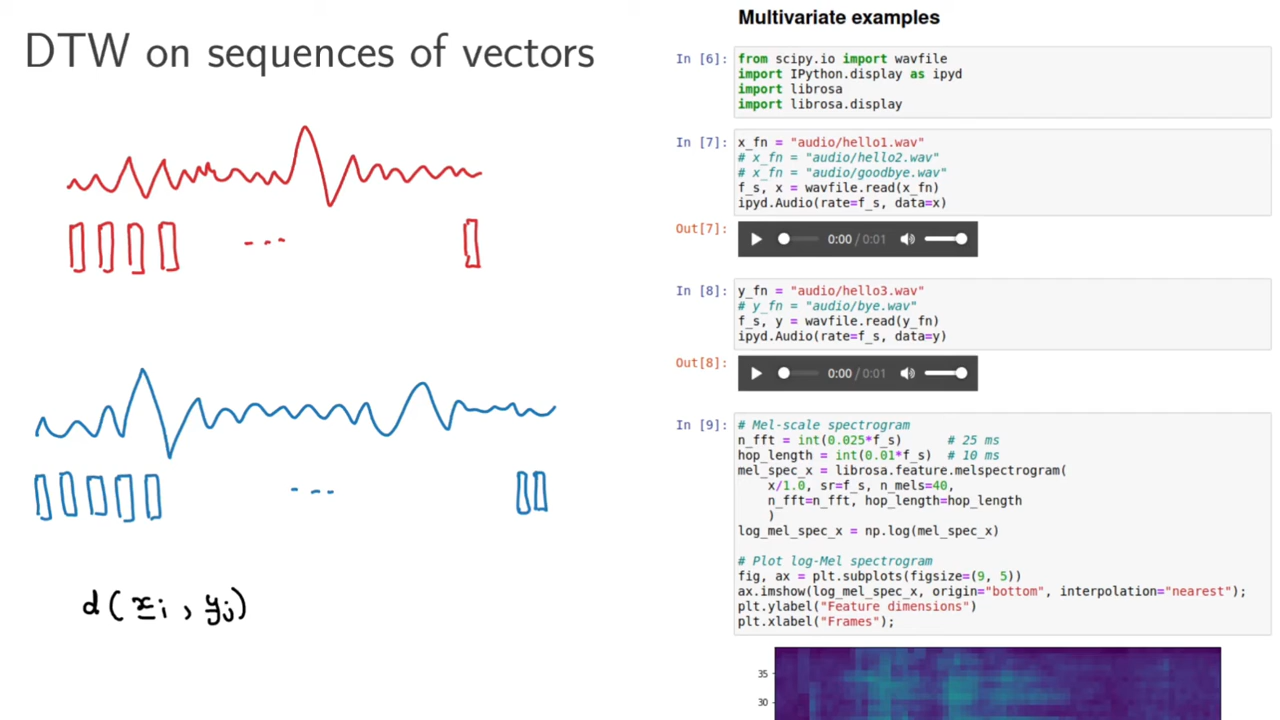 DTW on sequences of vectors
d(x̲i, yj)
Multivariate examples
In [6]:
from scipy.io import wavfile
import IPython.display as ipyd
import librosa
import librosa.display
In [7]:
x_fn = "audio/hello1.wav"
# x_fn = "audio/hello2.wav"
# x_fn = "audio/goodbye.wav"
f_s, x = wavfile.read(x_fn)
ipyd.Audio(rate=f_s, data=x)
Out[7]:
0:00 / 0:01
In [8]:
y_fn = "audio/hello3.wav"
# y_fn = "audio/bye.wav"
f_s, y = wavfile.read(y_fn)
ipyd.Audio(rate=f_s, data=y)
Out[8]:
0:00 / 0:01
In [9]:
# Mel-scale spectrogram
n_fft = int(0.025*f_s)      # 25 ms
hop_length = int(0.01*f_s)  # 10 ms
mel_spec_x = librosa.feature.melspectrogram(
    x/1.0, sr=f_s, n_mels=40,
    n_fft=n_fft, hop_length=hop_length
    )
log_mel_spec_x = np.log(mel_spec_x)
# Plot log-Mel spectrogram
fig, ax = plt.subplots(figsize=(9, 5))
ax.imshow(log_mel_spec_x, origin="bottom", interpolation="nearest");
plt.ylabel("Feature dimensions")
plt.xlabel("Frames");
35
30